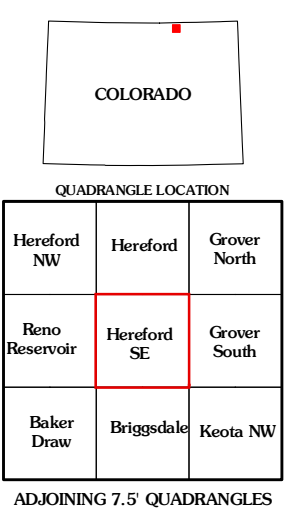 COLORADO
QUADRANGLE LOCATION
Hereford
NW
Hereford
Grover
North
Reno
Reservoir
Hereford
SE
Grover
South
Baker
Draw
Briggsdale
Keota NW
ADJOINING 7.5' QUADRANGLES